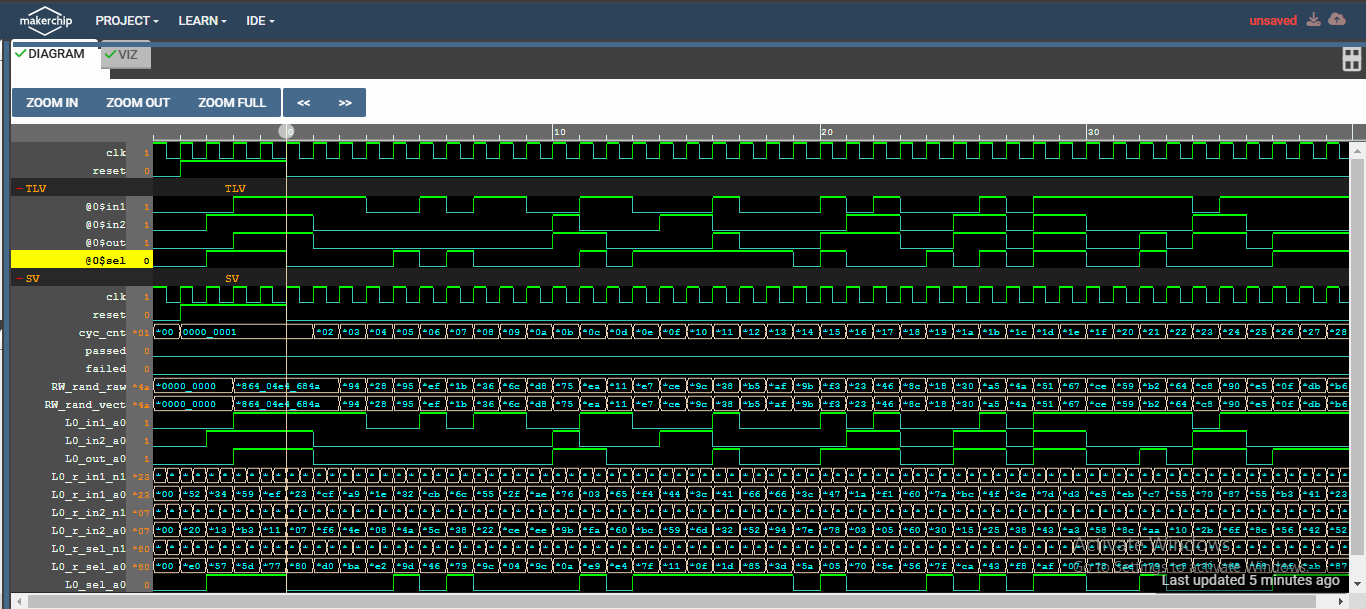 makerchip PROJECT LEARN IDE unsaved
DIAGRAM VIZ
ZOOM IN ZOOM OUT ZOOM FULL << >>
0 10 20 30
clk 1
reset 0
TLV TLV
@0$in1 1
@0$in2 1
@0$out 1
@0$sel 0
SV SV
clk 1
reset 0
cyc_cnt *01 *00 0000_0001 *02 *03 *04 *05 *06 *07 *08 *09 *0a *0b *0c *0d *0e *0f *10 *11 *12 *13 *14 *15 *16 *17 *18 *19 *1a *1b *1c *1d *1e *1f *20 *21 *22 *23 *24 *25 *26 *27 *28
passed 0
failed 0
RW_rand_raw *4a *0000_0000 *864_04e4_684a *94 *28 *95 *ef *1b *36 *6c *d8 *75 *ea *11 *e7 *ce *9c *38 *b5 *af *9b *f3 *23 *46 *8c *18 *30 *a5 *4a *51 *67 *ce *59 *b2 *64 *c8 *90 *e5 *0f *db *b6
RW_rand_vect *4a *0000_0000 *864_04e4_684a *94 *28 *95 *ef *1b *36 *6c *d8 *75 *ea *11 *e7 *ce *9c *38 *b5 *af *9b *f3 *23 *46 *8c *18 *30 *a5 *4a *51 *67 *ce *59 *b2 *64 *c8 *90 *e5 *0f *db *b6
L0_in1_a0 1
L0_in2_a0 1
L0_out_a0 1
L0_r_in1_n1 *23
L0_r_in1_a0 *23 *00 *52 *34 *59 *ef *23 *cf *a9 *1e *32 *cb *6c *55 *2f *ae *76 *03 *65 *f4 *44 *3c *41 *66 *66 *3c *47 *1a *f1 *60 *7a *bc *4f *3e *7d *d3 *e5 *eb *c7 *55 *70 *87 *55 *b3 *41 *23
L0_r_in2_n1 *07
L0_r_in2_a0 *07 *00 *20 *13 *b3 *11 *07 *f6 *4e *08 *4a *5c *38 *22 *ce *ee *9b *fa *60 *bc *59 *6d *32 *52 *94 *7e *78 *03 *05 *60 *30 *15 *25 *38 *43 *a3 *58 *8c *aa *10 *2b *6f *8c *56 *42 *52
L0_r_sel_n1 *80
L0_r_sel_a0 *80 *00 *e0 *57 *5d *77 *80 *d0 *ba *e2 *9d *46 *79 *9c *04 *9c *0a *e9 *e4 *7f *11 *0f *1d *85 *3d *5a *05 *70 *5e *56 *7f *ca *43 *f8 *af
L0_sel_a0 0
Activate Windows
Go to Settings to activate Windows.
Last updated 5 minutes ago